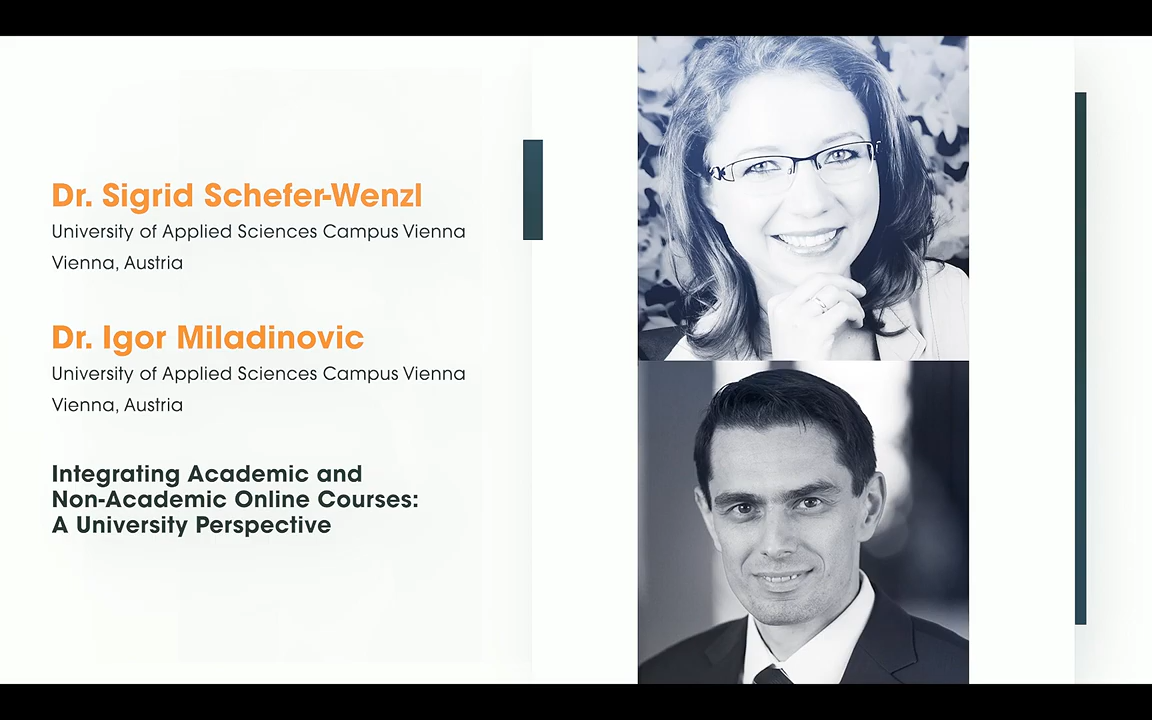 Dr. Sigrid Schefer-Wenzl
University of Applied Sciences Campus Vienna
Vienna, Austria
Dr. Igor Miladinovic
University of Applied Sciences Campus Vienna
Vienna, Austria
Integrating Academic and
Non-Academic Online Courses:
A University Perspective